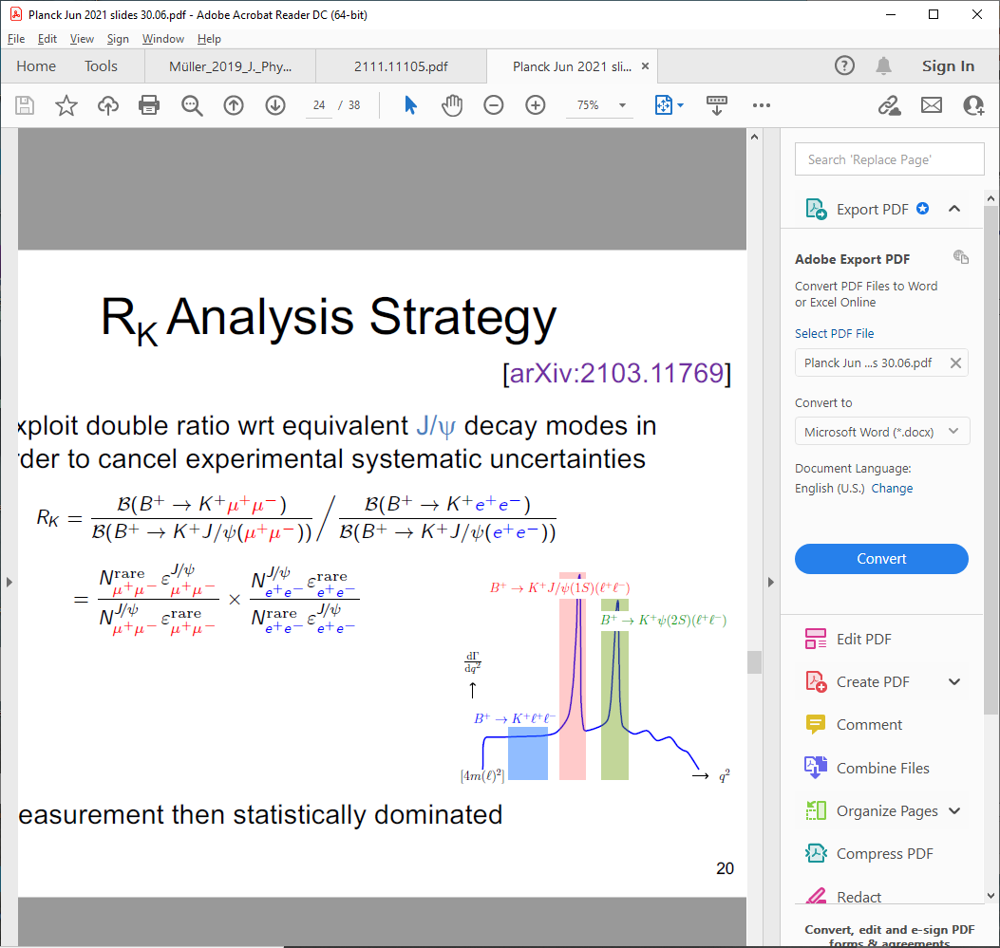 Planck Jun 2021 slides 30.06.pdf - Adobe Acrobat Reader DC (64-bit)
File Edit View Sign Window Help
Home Tools Müller_2019_J._Phy... 2111.11105.pdf Planck Jun 2021 sli... × ? Sign In
24 / 38 75%
R_K Analysis Strategy
[arXiv:2103.11769]
xploit double ratio wrt equivalent J/ψ decay modes in
rder to cancel experimental systematic uncertainties
R_K = B(B⁺ → K⁺μ⁺μ⁻) / B(B⁺ → K⁺J/ψ(μ⁺μ⁻)) / B(B⁺ → K⁺e⁺e⁻) / B(B⁺ → K⁺J/ψ(e⁺e⁻))
= N^rare_μ⁺μ⁻ ε^J/ψ_μ⁺μ⁻ / N^J/ψ_μ⁺μ⁻ ε^rare_μ⁺μ⁻ × N^J/ψ_e⁺e⁻ ε^rare_e⁺e⁻ / N^rare_e⁺e⁻ ε^J/ψ_e⁺e⁻
B⁺ → K⁺J/ψ(1S)(ℓ⁺ℓ⁻)
B⁺ → K⁺ψ(2S)(ℓ⁺ℓ⁻)
dΓ
dq²
↑
B⁺ → K⁺ℓ⁺ℓ⁻
[4m(ℓ)²] → q²
easurement then statistically dominated
20
Search 'Replace Page'
Export PDF
Adobe Export PDF
Convert PDF Files to Word
or Excel Online
Select PDF File
Planck Jun ...s 30.06.pdf
Convert to
Microsoft Word (*.docx)
Document Language:
English (U.S.) Change
Convert
Edit PDF
Create PDF
Comment
Combine Files
Organize Pages
Compress PDF
Redact
Convert, edit and e-sign PDF
forms & agreements